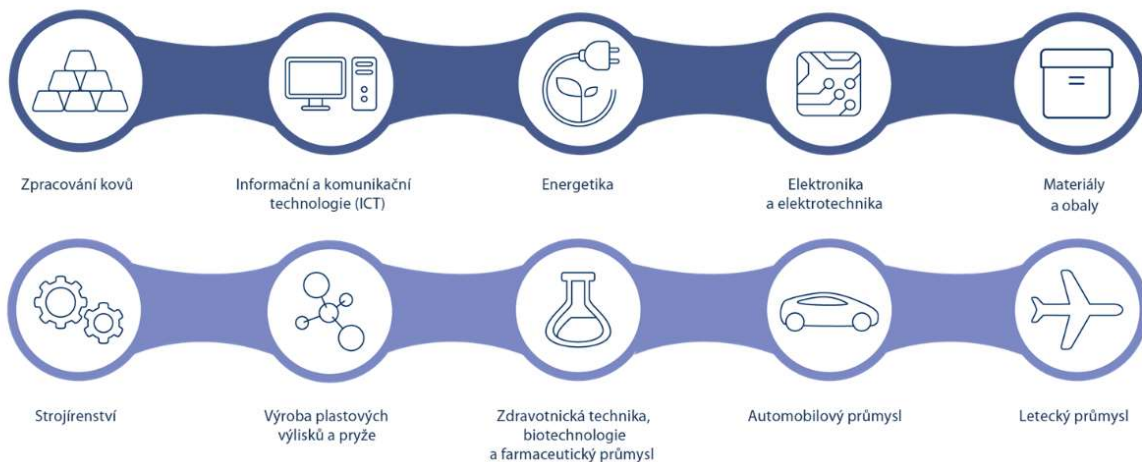 Zpracování kovů
Informační a komunikační
technologie (ICT)
Energetika
Elektronika
a elektrotechnika
Materiály
a obaly
Strojírenství
Výroba plastových
výlisků a pryže
Zdravotnická technika,
biotechnologie
a farmaceutický průmysl
Automobilový průmysl
Letecký průmysl